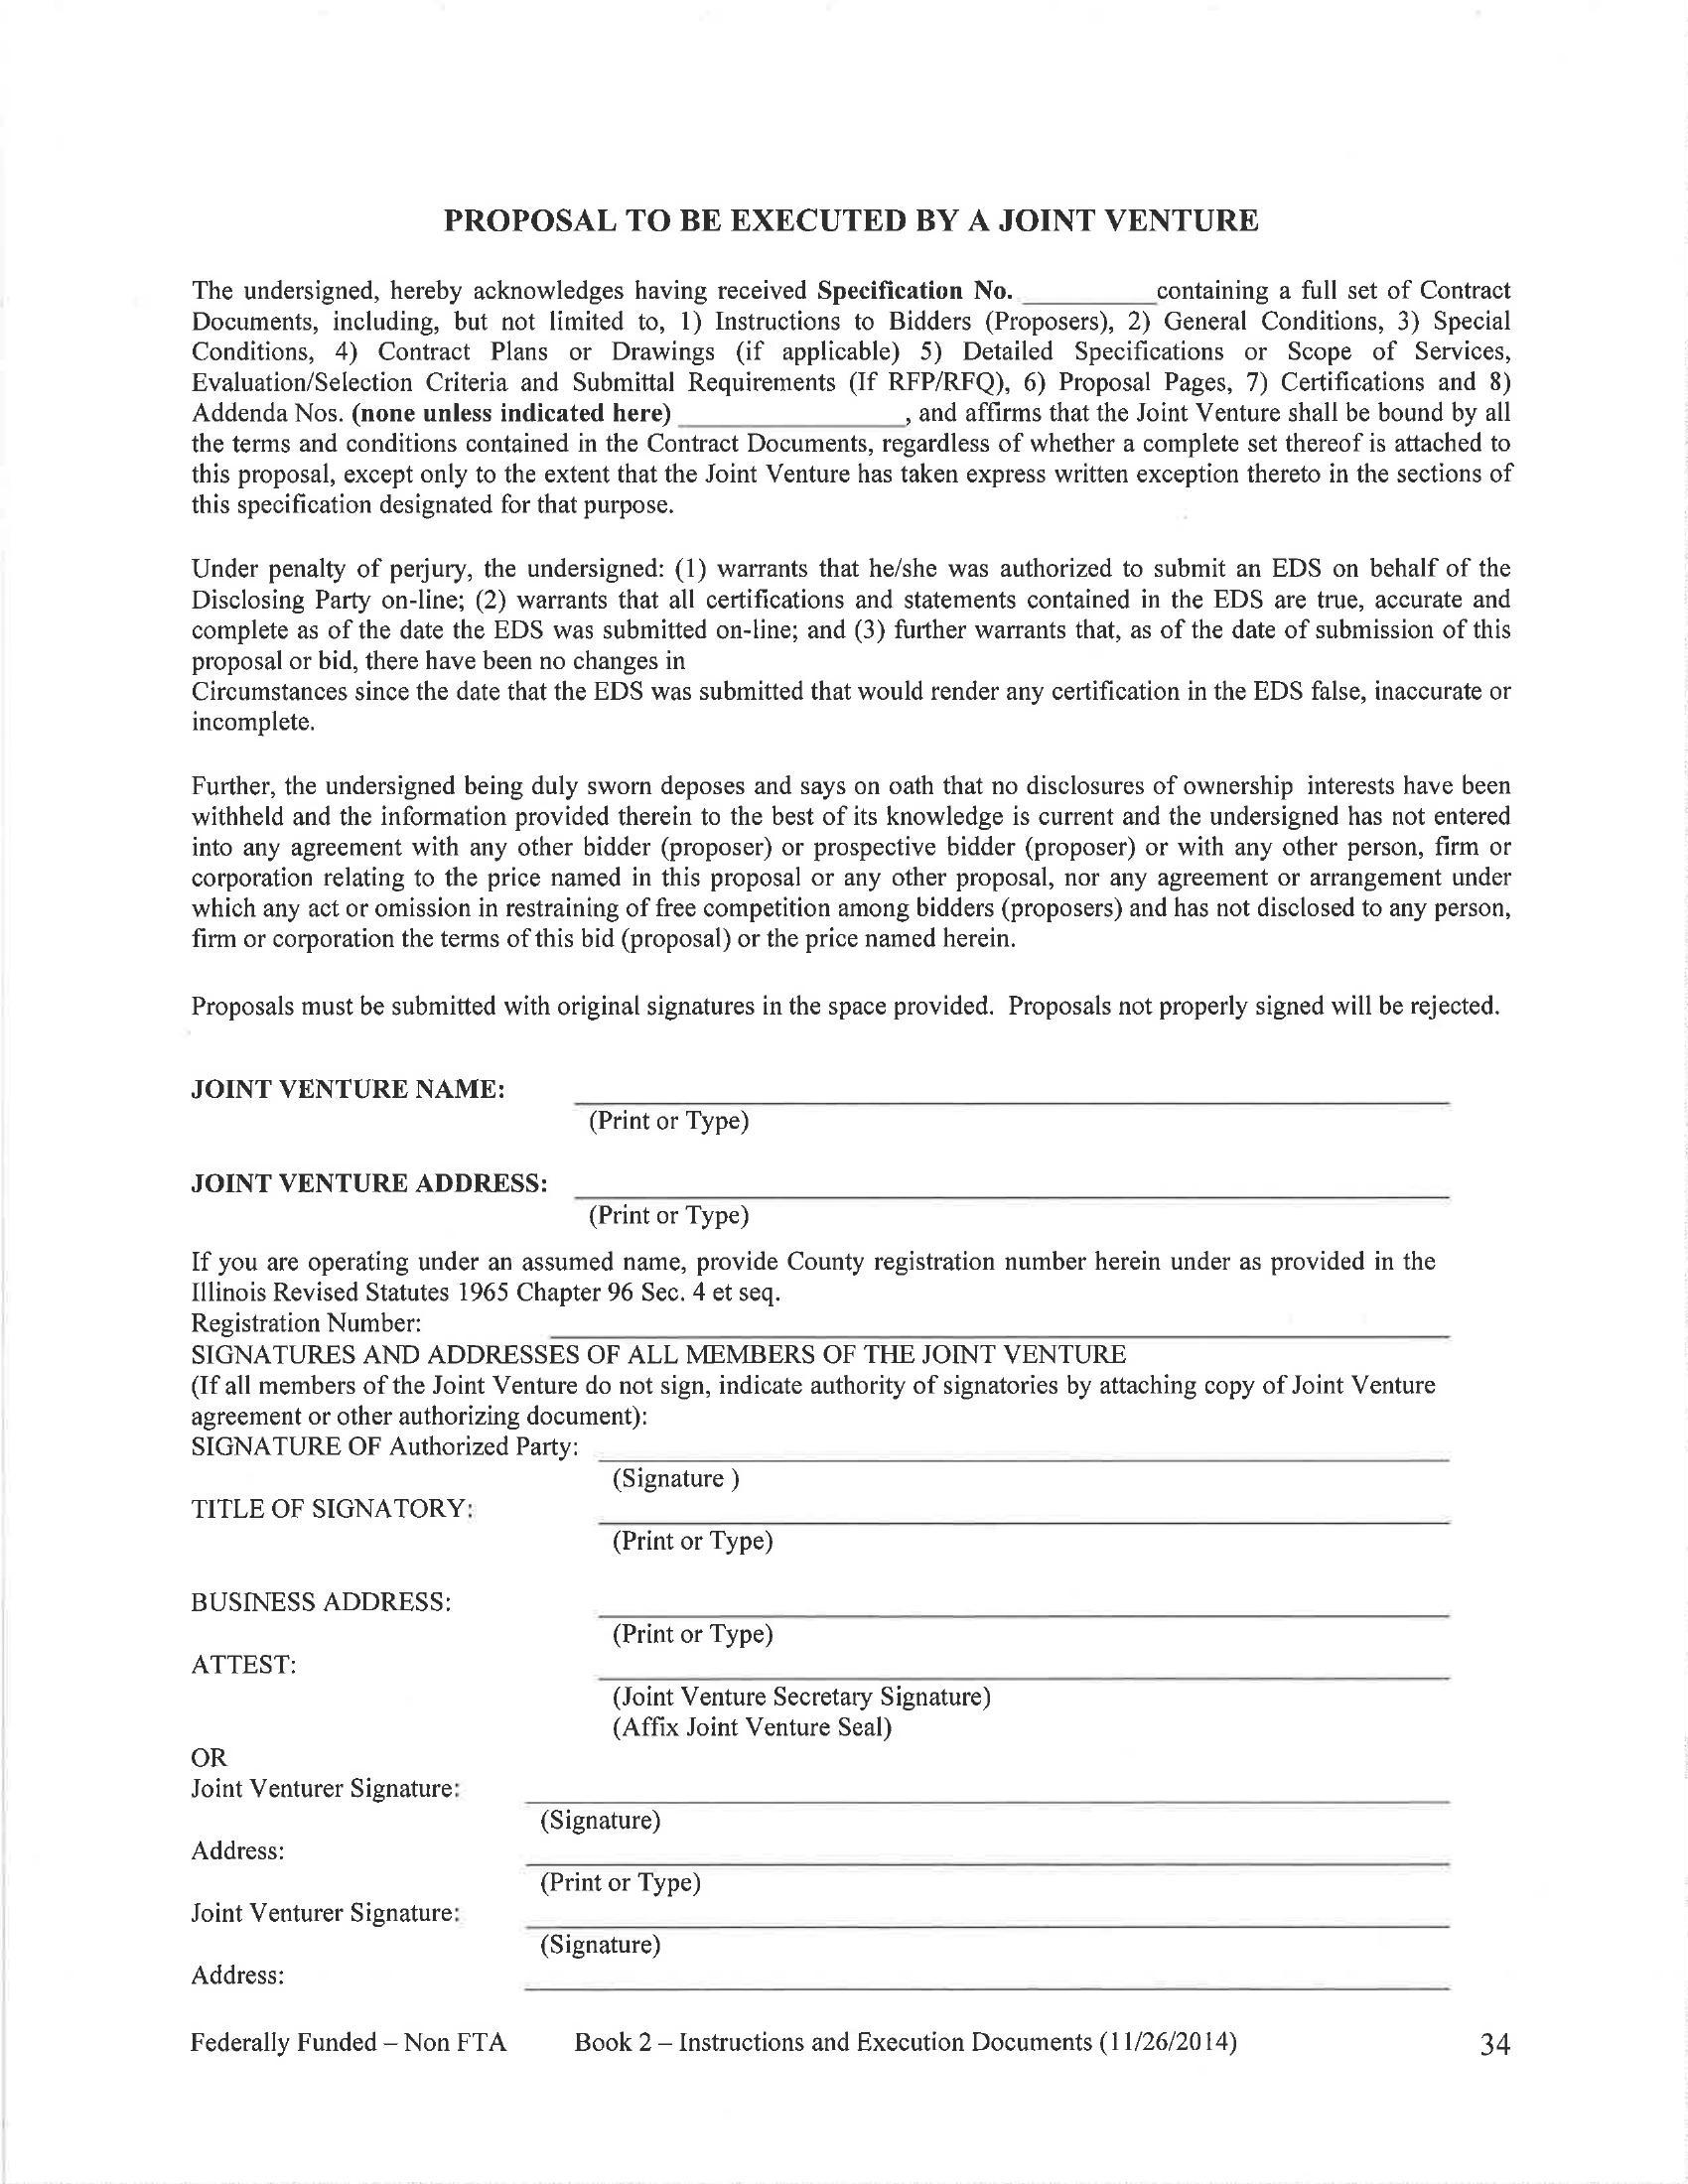 PROPOSAL TO BE EXECUTED BY A JOINT VENTURE
The undersigned, hereby acknowledges having received Specification No. ___________containing a full set of Contract
Documents, including, but not limited to, 1) Instructions to Bidders (Proposers), 2) General Conditions, 3) Special
Conditions, 4) Contract Plans or Drawings (if applicable) 5) Detailed Specifications or Scope of Services,
Evaluation/Selection Criteria and Submittal Requirements (If RFP/RFQ), 6) Proposal Pages, 7) Certifications and 8)
Addenda Nos. (none unless indicated here) ___________________, and affirms that the Joint Venture shall be bound by all
the terms and conditions contained in the Contract Documents, regardless of whether a complete set thereof is attached to
this proposal, except only to the extent that the Joint Venture has taken express written exception thereto in the sections of
this specification designated for that purpose.
Under penalty of perjury, the undersigned: (1) warrants that he/she was authorized to submit an EDS on behalf of the
Disclosing Party on-line; (2) warrants that all certifications and statements contained in the EDS are true, accurate and
complete as of the date the EDS was submitted on-line; and (3) further warrants that, as of the date of submission of this
proposal or bid, there have been no changes in
Circumstances since the date that the EDS was submitted that would render any certification in the EDS false, inaccurate or
incomplete.
Further, the undersigned being duly sworn deposes and says on oath that no disclosures of ownership interests have been
withheld and the information provided therein to the best of its knowledge is current and the undersigned has not entered
into any agreement with any other bidder (proposer) or prospective bidder (proposer) or with any other person, firm or
corporation relating to the price named in this proposal or any other proposal, nor any agreement or arrangement under
which any act or omission in restraining of free competition among bidders (proposers) and has not disclosed to any person,
firm or corporation the terms of this bid (proposal) or the price named herein.
Proposals must be submitted with original signatures in the space provided. Proposals not properly signed will be rejected.
JOINT VENTURE NAME:
(Print or Type)
JOINT VENTURE ADDRESS:
(Print or Type)
If you are operating under an assumed name, provide County registration number herein under as provided in the
Illinois Revised Statutes 1965 Chapter 96 Sec. 4 et seq.
Registration Number:
SIGNATURES AND ADDRESSES OF ALL MEMBERS OF THE JOINT VENTURE
(If all members of the Joint Venture do not sign, indicate authority of signatories by attaching copy of Joint Venture
agreement or other authorizing document):
SIGNATURE OF Authorized Party:
(Signature )
TITLE OF SIGNATORY:
(Print or Type)
BUSINESS ADDRESS:
(Print or Type)
ATTEST:
(Joint Venture Secretary Signature)
(Affix Joint Venture Seal)
OR
Joint Venturer Signature:
(Signature)
Address:
(Print or Type)
Joint Venturer Signature:
(Signature)
Address:
Federally Funded – Non FTA Book 2 – Instructions and Execution Documents (11/26/2014) 34